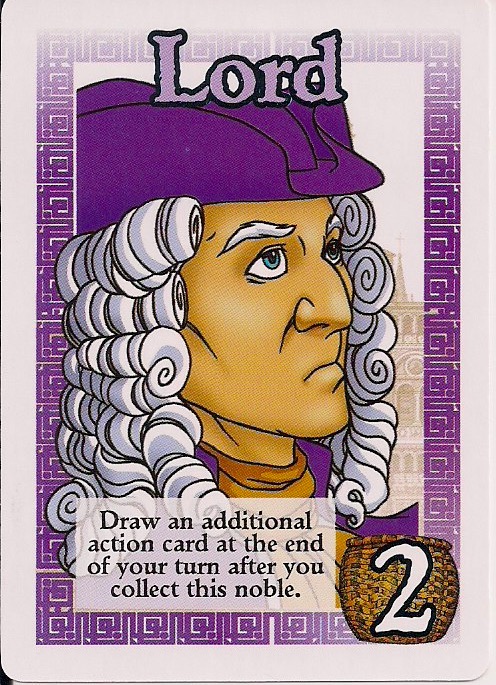 Lord
Draw an additional
action card at the end
of your turn after you
collect this noble.
2